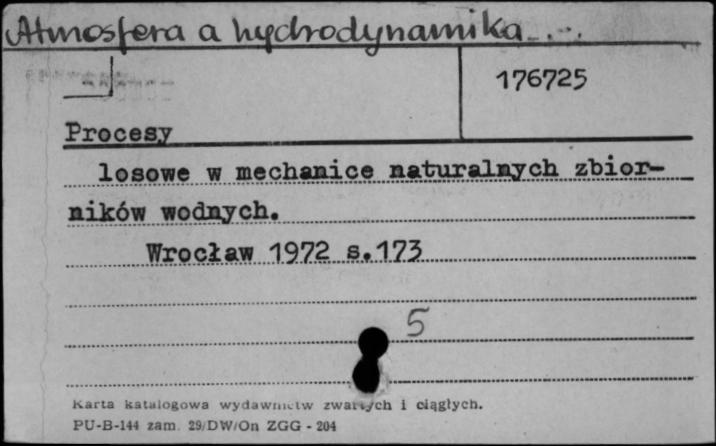 Atmosfera a hydrodynamika....
176725
Procesy
losowe w mechanice naturalnych zbior-
ników wodnych.
Wrocław 1972 s.173
5
Karta katalogowa wydawnictw zwartych i ciągłych.
PU-B-144 zam. 29/DW/On ZGG - 204